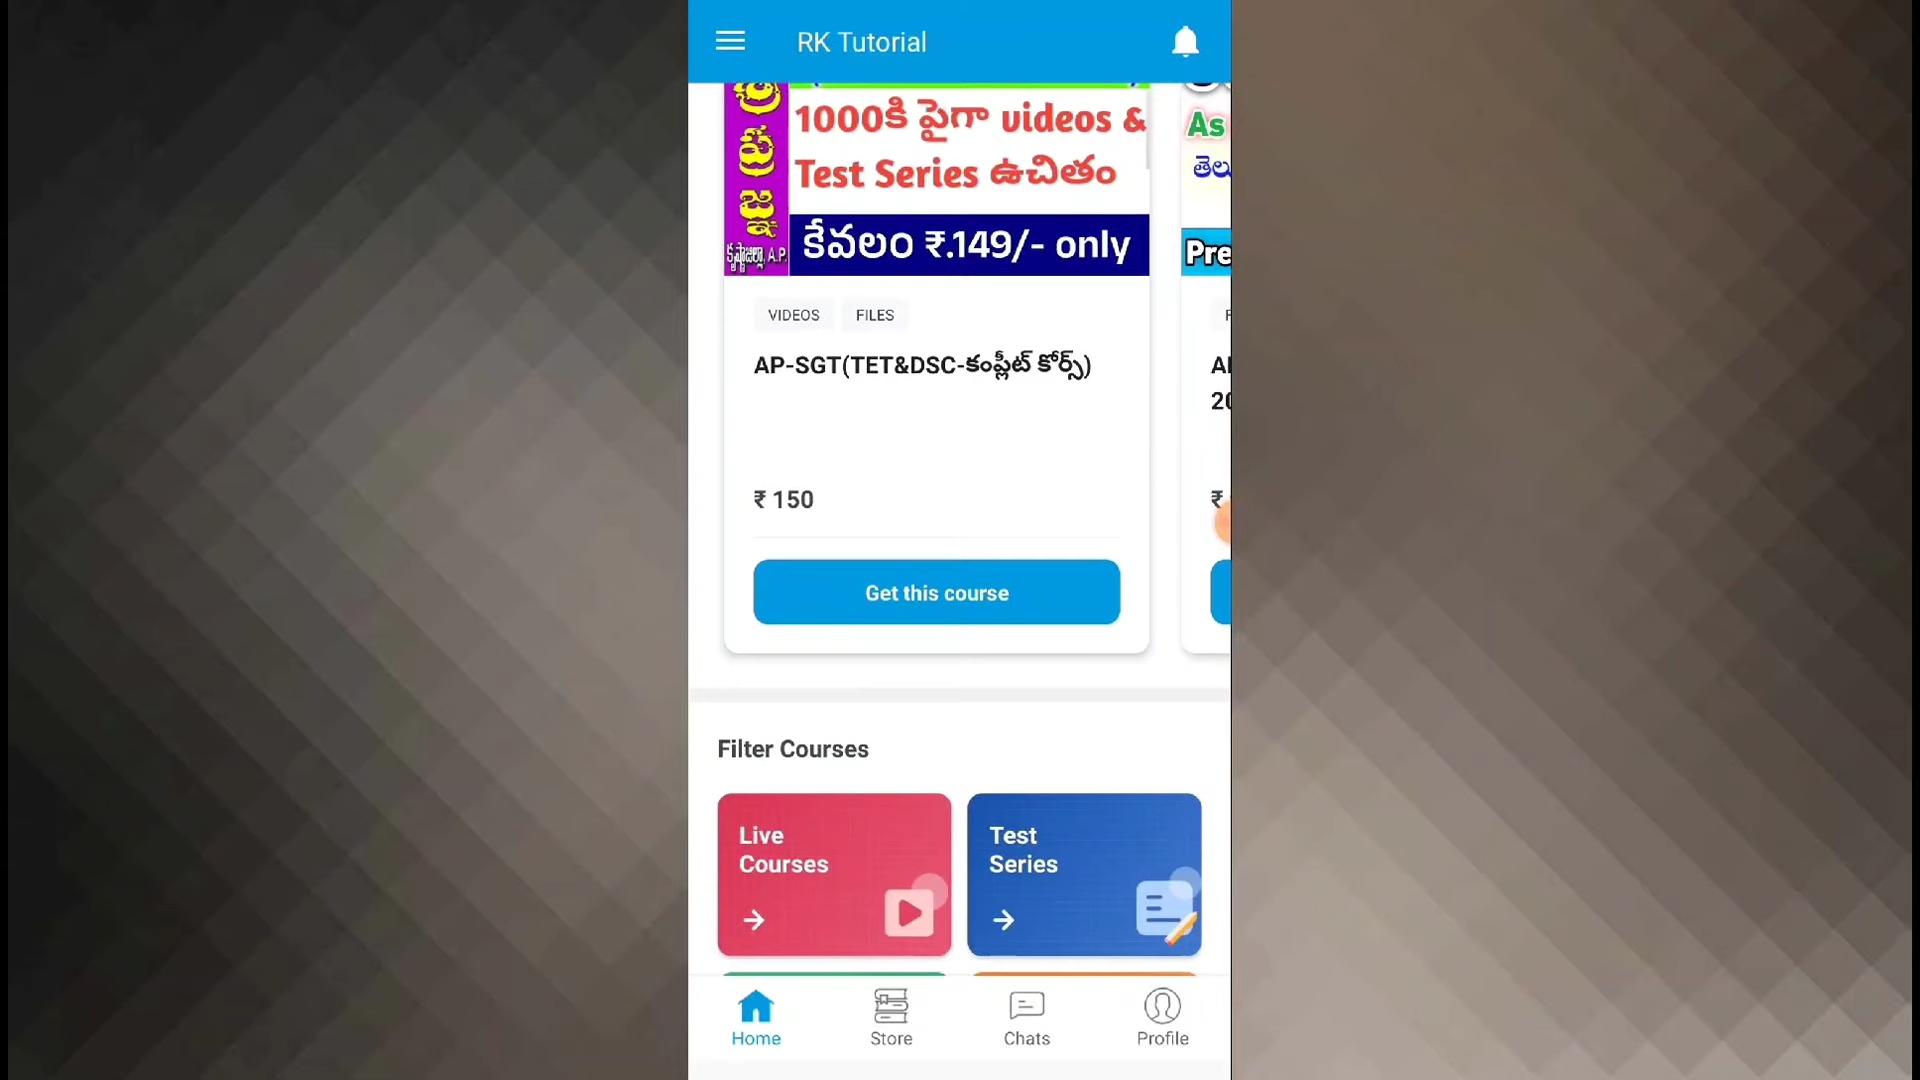 RK Tutorial
1000కి పైగా videos &
Test Series ఉచితం
కేవలం ₹.149/- only
కృష్ణాజిల్లా, A.P.
As
తెలు
Pre
VIDEOS
FILES
AP-SGT(TET&DSC-కంప్లీట్ కోర్స్)
₹ 150
₹
Get this course
Filter Courses
Live
Courses
Test
Series
Home
Store
Chats
Profile